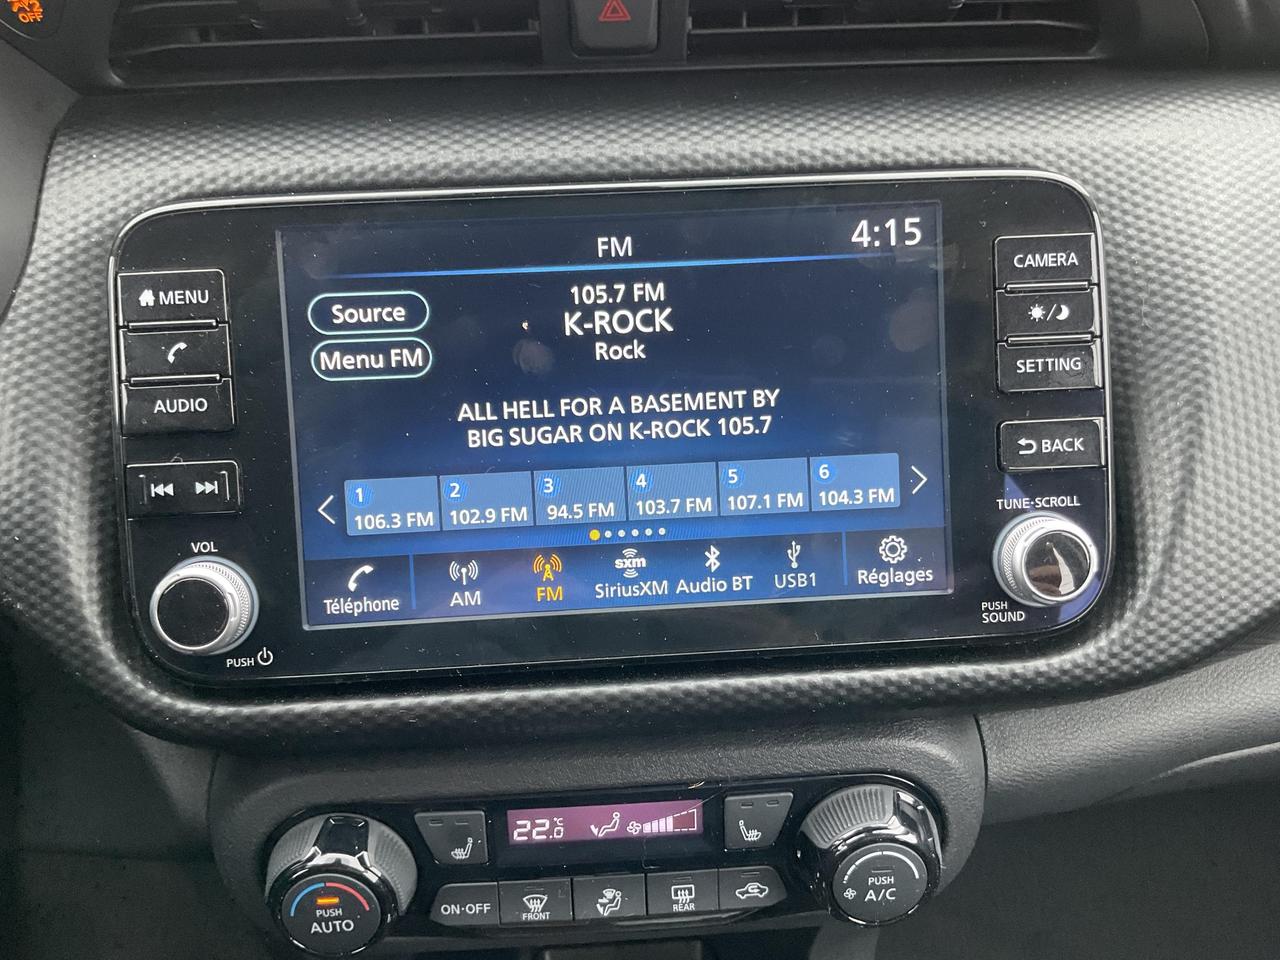 OFF
FM
4:15
MENU
CAMERA
Source
105.7 FM
K-ROCK
Rock
Menu FM
SETTING
AUDIO
ALL HELL FOR A BASEMENT BY
BIG SUGAR ON K-ROCK 105.7
BACK
1
106.3 FM
2
102.9 FM
3
94.5 FM
4
103.7 FM
5
107.1 FM
6
104.3 FM
TUNE·SCROLL
VOL
Téléphone
AM
FM
sxm
SiriusXM
Audio BT
USB1
Réglages
PUSH
SOUND
PUSH
22.0 °C
ON·OFF
FRONT
REAR
PUSH
AUTO
PUSH
A/C